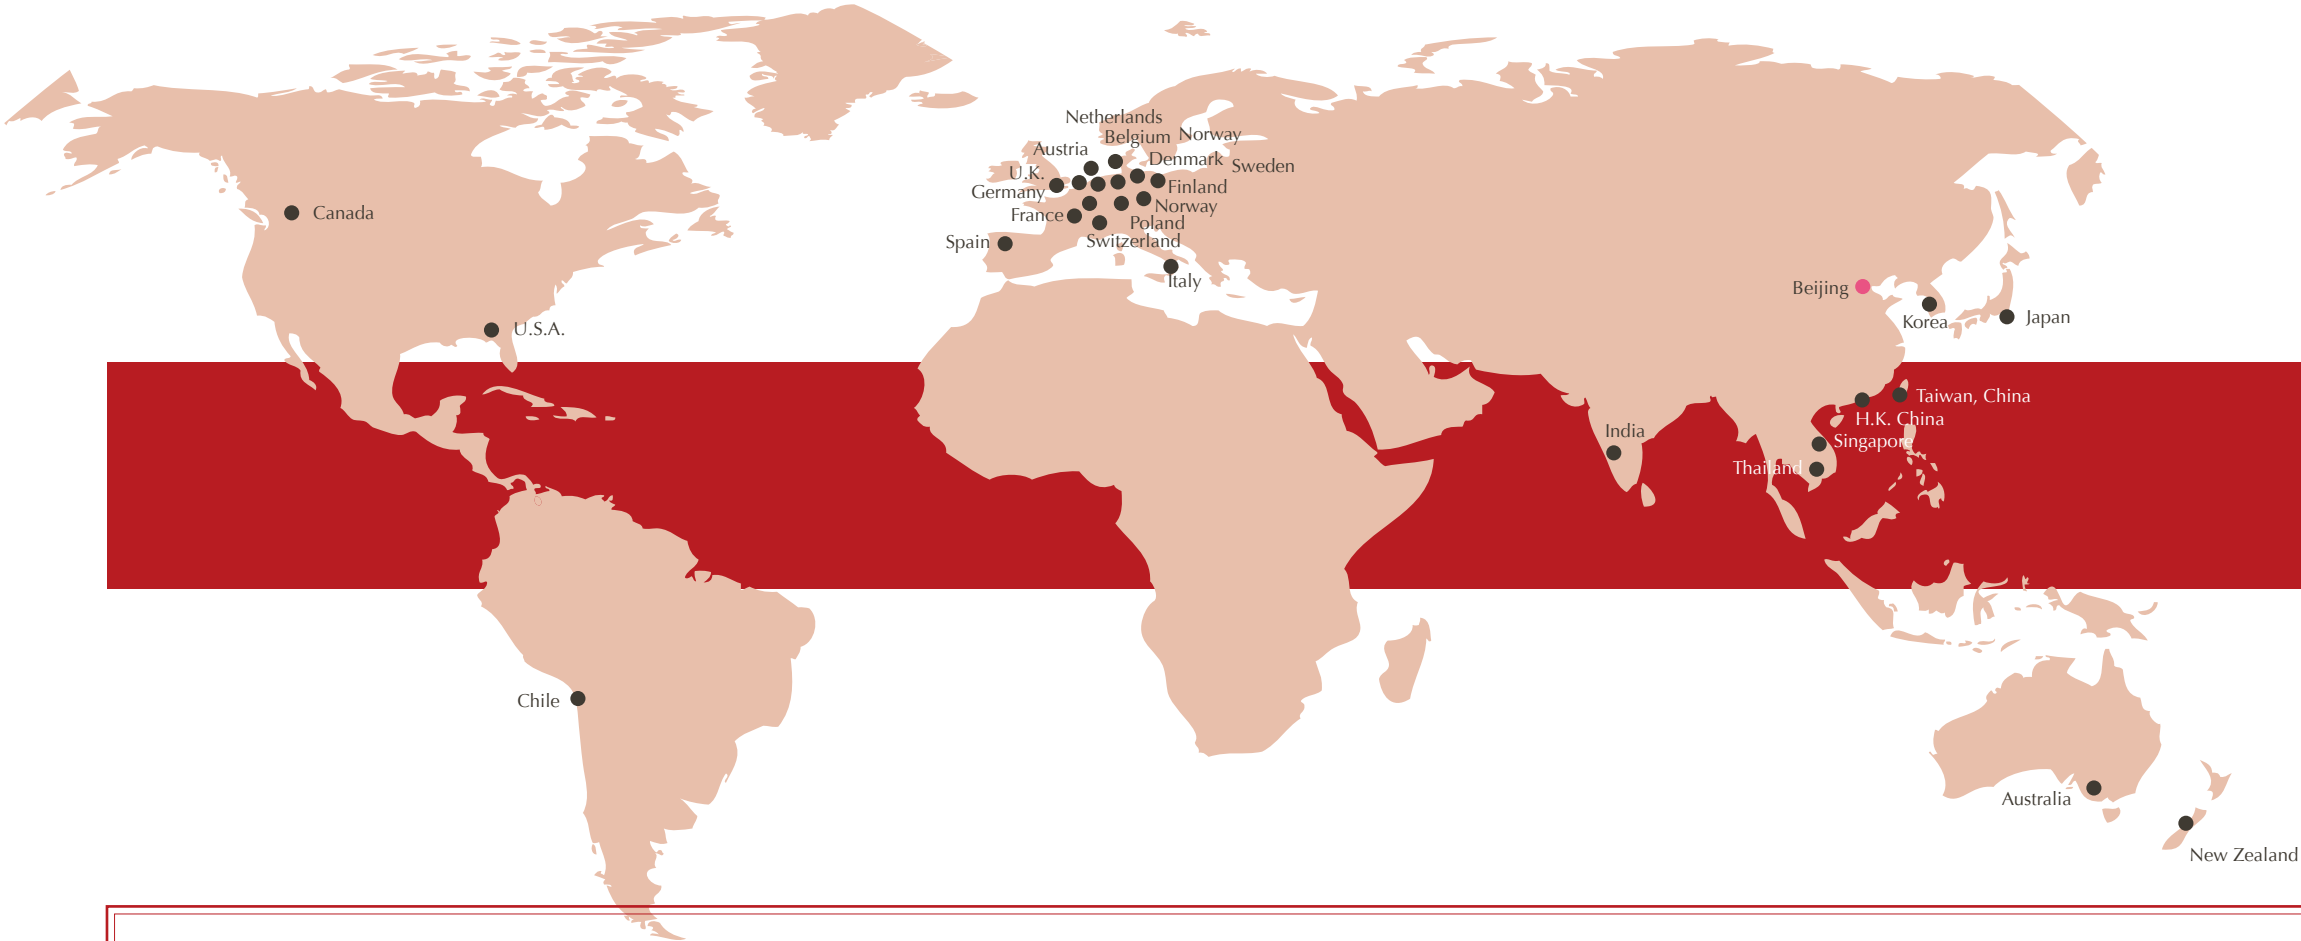 Netherlands
Belgium
Norway
Austria
Denmark
Sweden
U.K.
Germany
Finland
Canada
France
Norway
Poland
Spain
Switzerland
Italy
Beijing
Korea
Japan
U.S.A.
Taiwan, China
H.K. China
India
Singapore
Thailand
Chile
Australia
New Zealand